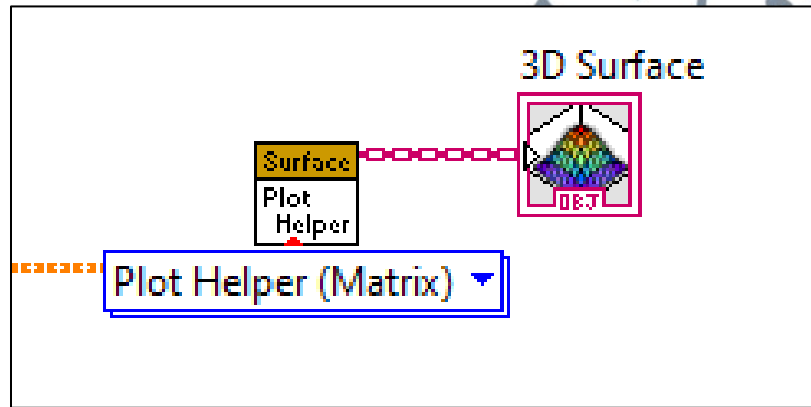 3D Surface
Surface
Plot
Helper
OBJ
Plot Helper (Matrix)